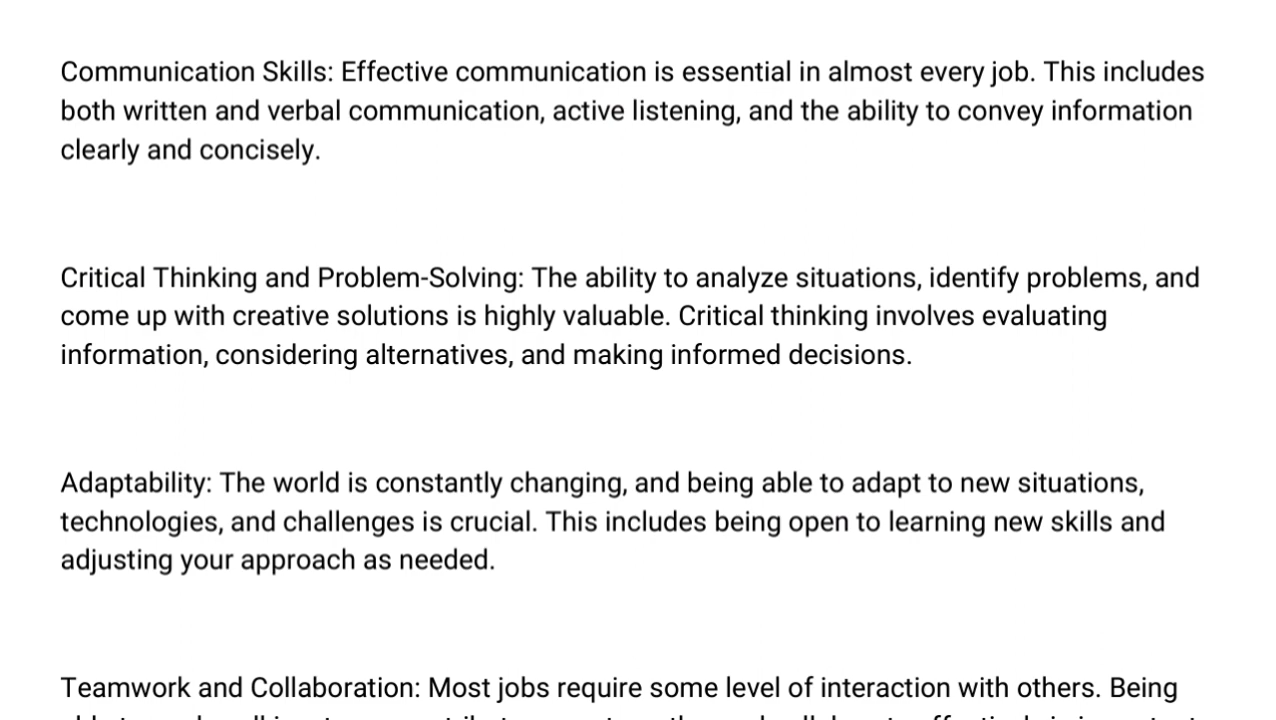 Communication Skills: Effective communication is essential in almost every job. This includes
both written and verbal communication, active listening, and the ability to convey information
clearly and concisely.
Critical Thinking and Problem-Solving: The ability to analyze situations, identify problems, and
come up with creative solutions is highly valuable. Critical thinking involves evaluating
information, considering alternatives, and making informed decisions.
Adaptability: The world is constantly changing, and being able to adapt to new situations,
technologies, and challenges is crucial. This includes being open to learning new skills and
adjusting your approach as needed.
Teamwork and Collaboration: Most jobs require some level of interaction with others. Being